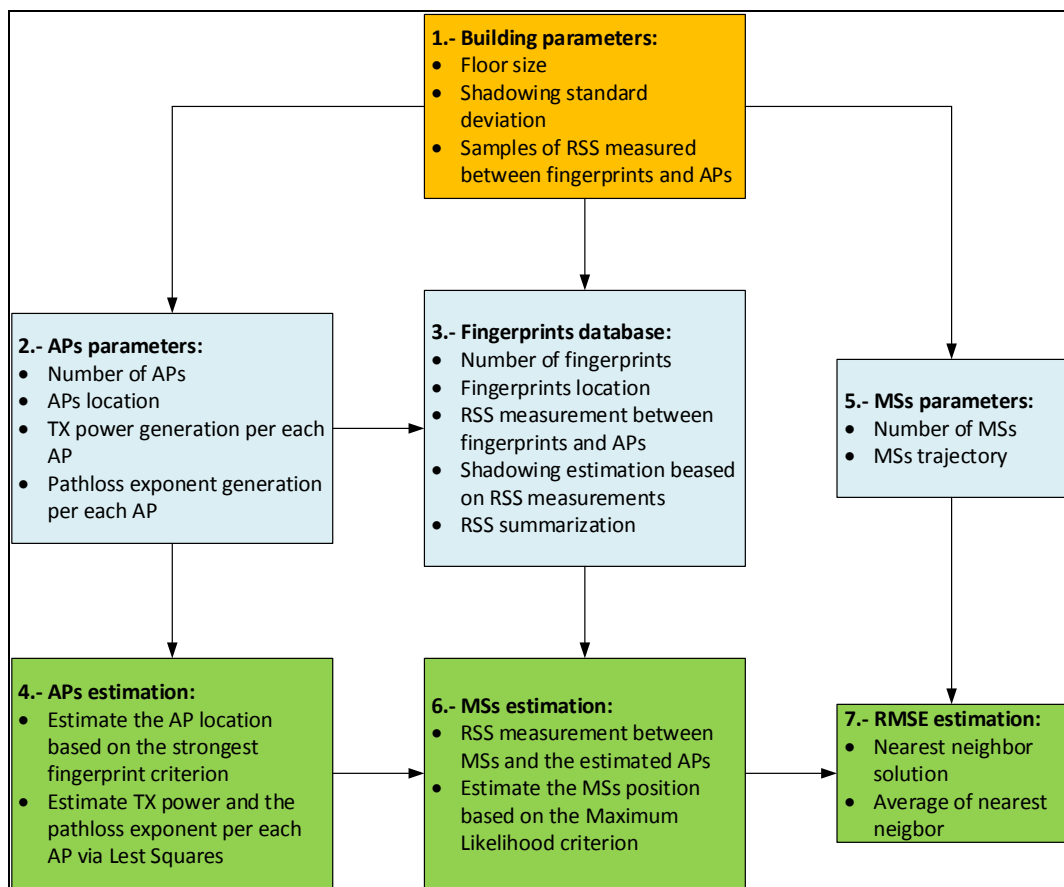 1.- Building parameters:
• Floor size
• Shadowing standard
deviation
• Samples of RSS measured
between fingerprints and APs
2.- APs parameters:
• Number of APs
• APs location
• TX power generation per each
AP
• Pathloss exponent generation
per each AP
3.- Fingerprints database:
• Number of fingerprints
• Fingerprints location
• RSS measurement between
fingerprints and APs
• Shadowing estimation beased
on RSS measurements
• RSS summarization
5.- MSs parameters:
• Number of MSs
• MSs trajectory
4.- APs estimation:
• Estimate the AP location
based on the strongest
fingerprint criterion
• Estimate TX power and the
pathloss exponent per each
AP via Lest Squares
6.- MSs estimation:
• RSS measurement between
MSs and the estimated APs
• Estimate the MSs position
based on the Maximum
Likelihood criterion
7.- RMSE estimation:
• Nearest neighbor
solution
• Average of nearest
neigbor